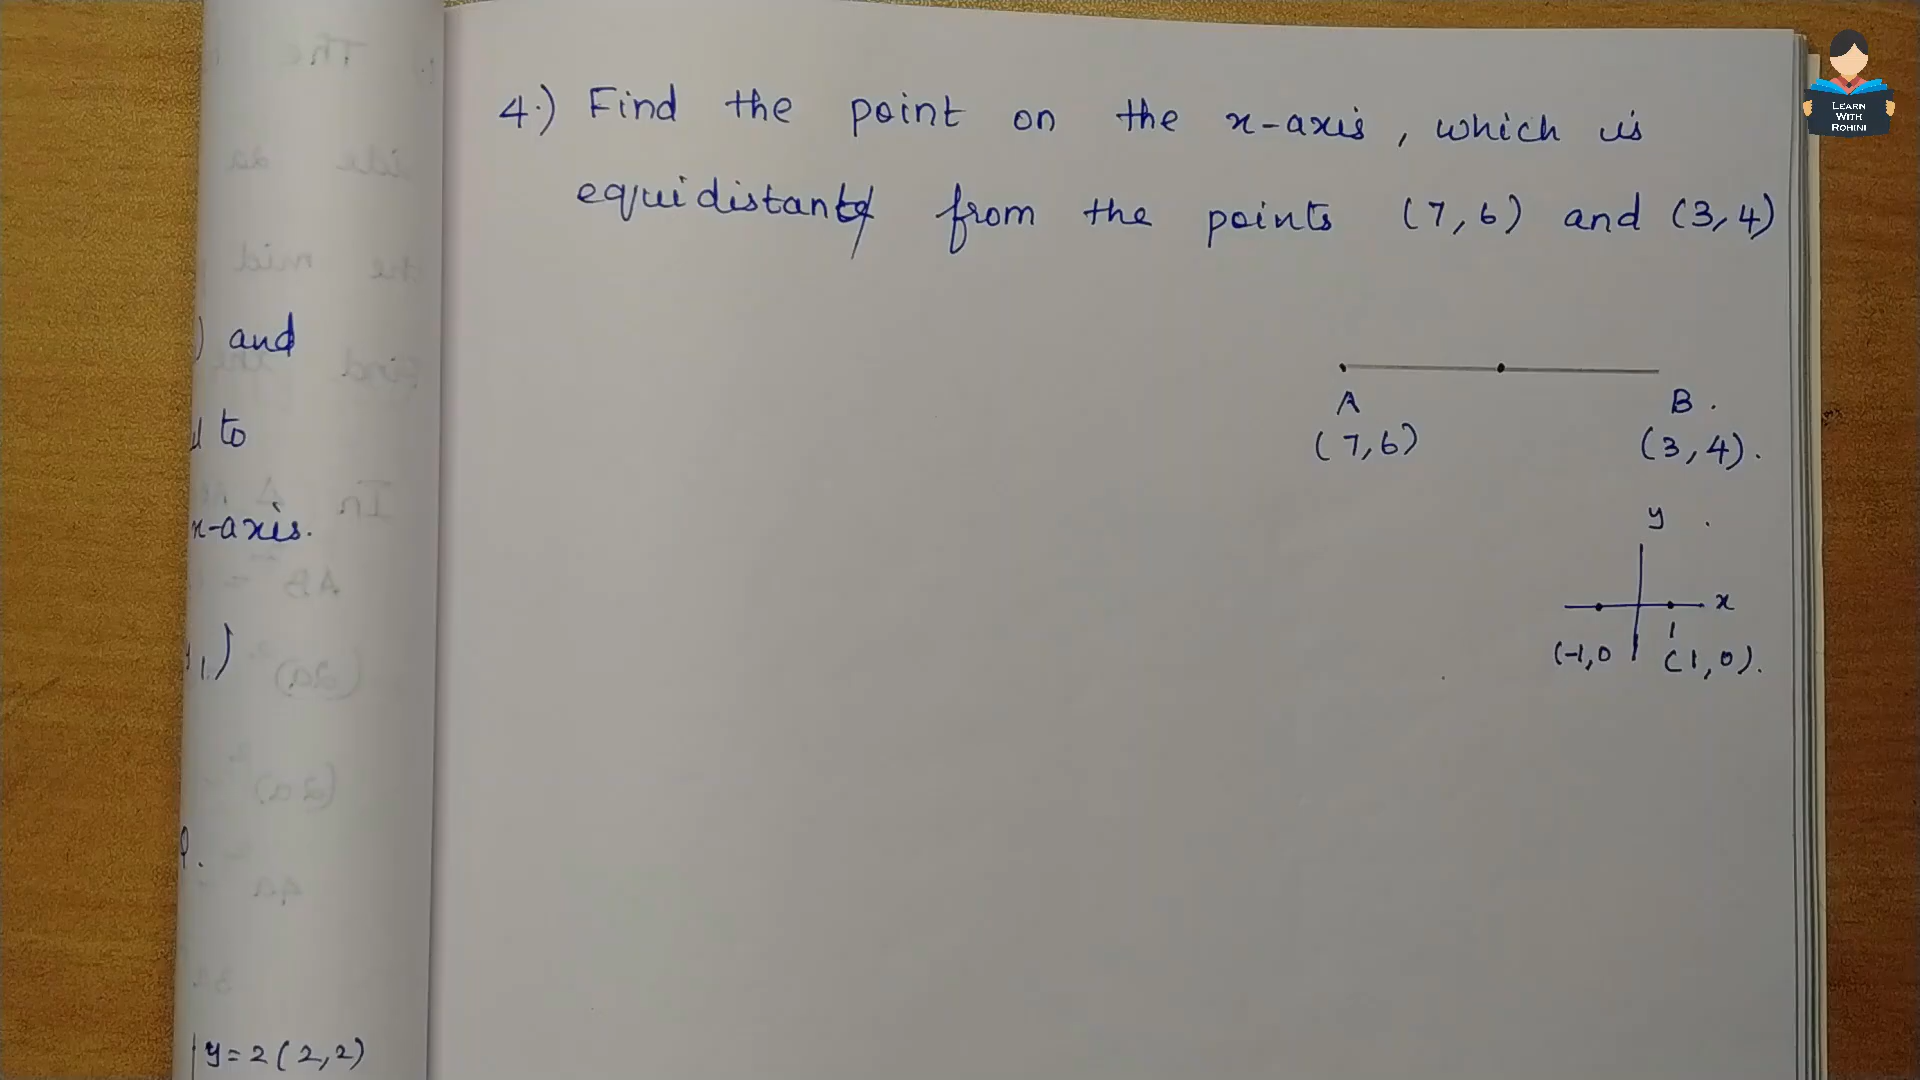 4.) Find the point on the x-axis, which is
equidistant from the points (7,6) and (3,4)
A
B.
(7,6)
(3,4).
y.
x
1
(-1,0
(1,0).
) and
to
x-axis.
y=2(2,2)
LEARN
WITH
ROHINI